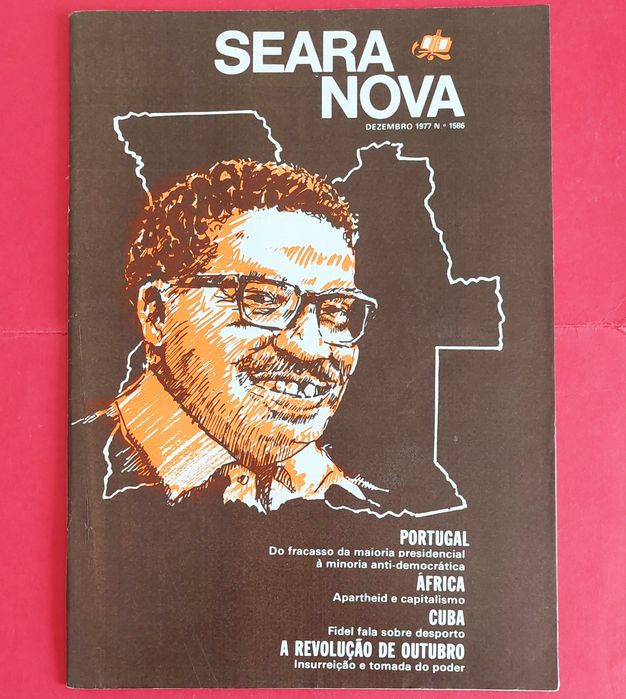 SEARA
NOVA
DEZEMBRO 1977 N º 1586
PORTUGAL
Do fracasso da maioria presidencial
à minoria anti-democrática
ÁFRICA
Apartheid e capitalismo
CUBA
Fidel fala sobre desporto
A REVOLUÇÃO DE OUTUBRO
Insurreição e tomada do poder